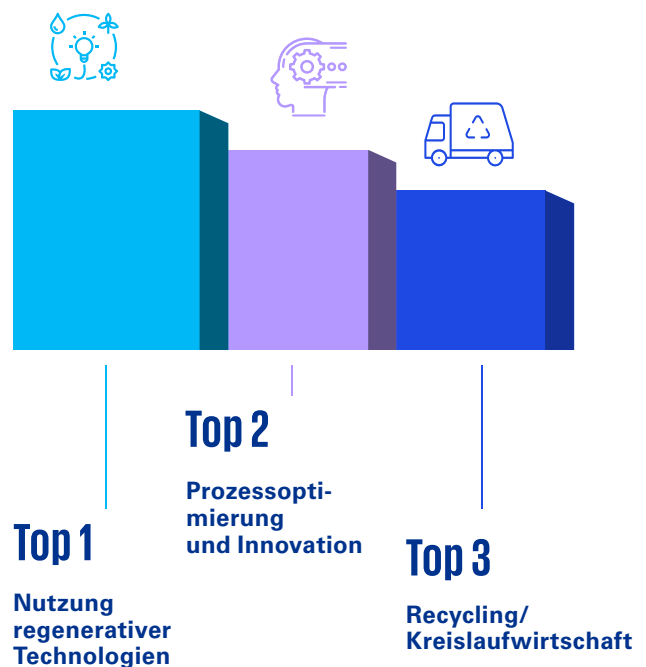 Top 1
Nutzung
regenerativer
Technologien
Top 2
Prozessopti-
mierung
und Innovation
Top 3
Recycling/
Kreislaufwirtschaft